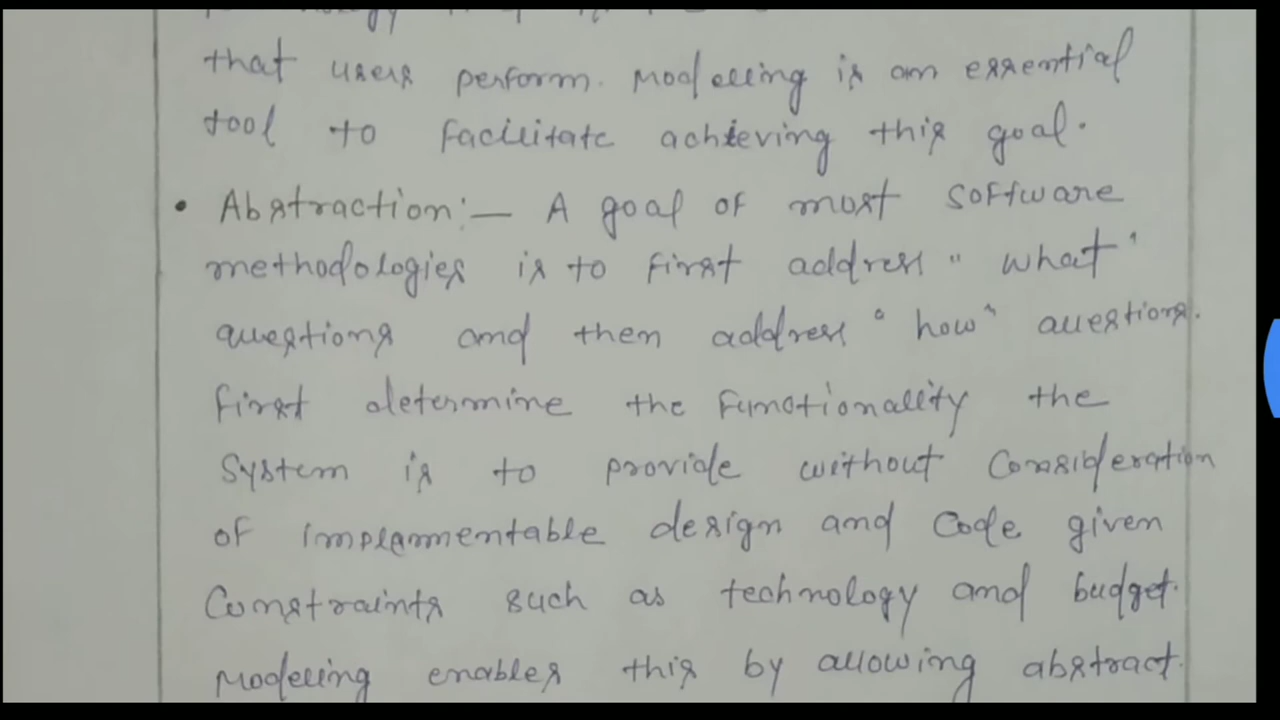 that users perform. Modelling is an essential
tool to facilitate achieving this goal.
• Abstraction:— A goal of most software
methodologies is to first address "what"
questions and then address "how" questions.
first determine the functionality the
system is to provide without consideration
of implementable design and code given
constraints such as technology and budget.
Modelling enables this by allowing abstract